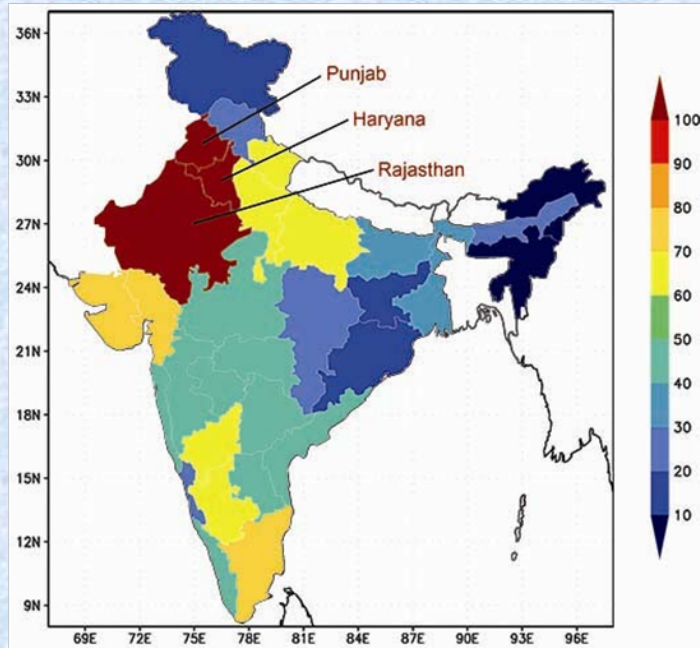 36N
33N
30N
27N
24N
21N
18N
15N
12N
9N
69E 72E 75E 78E 81E 84E 87E 90E 93E 96E
Punjab
Haryana
Rajasthan
100
90
80
70
60
50
40
30
20
10